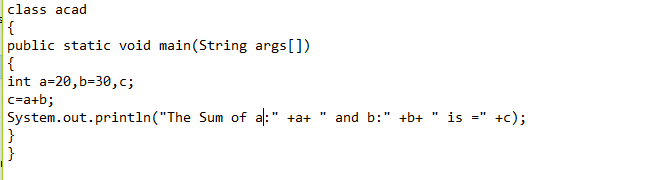 class acad
{
public static void main(String args[])
{
int a=20,b=30,c;
c=a+b;
System.out.println("The Sum of a:" +a+ " and b:" +b+ " is =" +c);
}
}